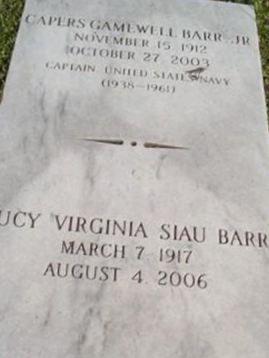 CAPERS GAMEWELL BARR, JR.
NOVEMBER 15 1912
OCTOBER 27 2003
CAPTAIN UNITED STATES NAVY
(1938-1961)
UCY VIRGINIA SIAU BARR
MARCH 7 1917
AUGUST 4 2006